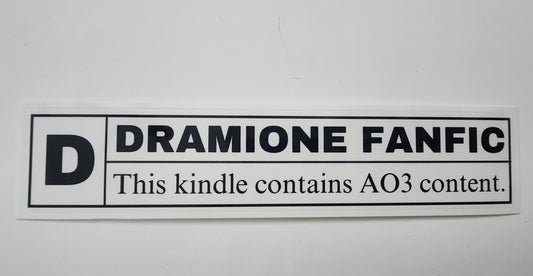 D
DRAMIONE FANFIC
This kindle contains AO3 content.